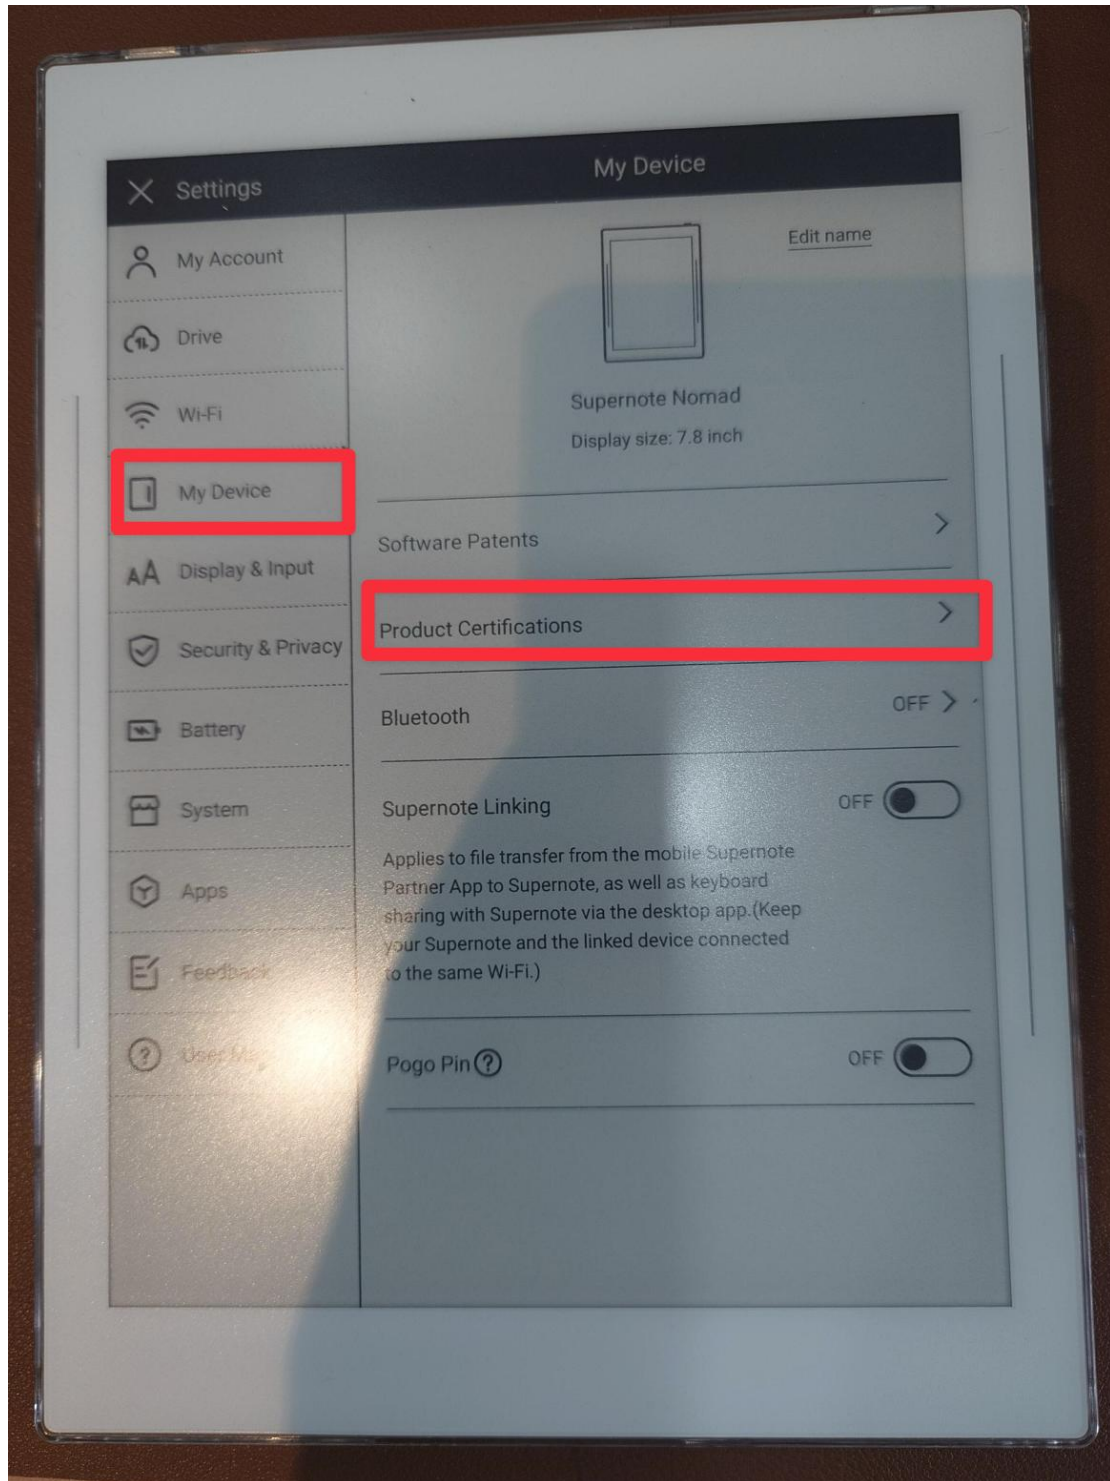 Settings
My Device
My Account
Drive
Wi-Fi
My Device
Display & Input
Security & Privacy
Battery
System
Apps
Feedback
User
Edit name
Supernote Nomad
Display size: 7.8 inch
Software Patents
Product Certifications
Bluetooth OFF
Supernote Linking OFF
Applies to file transfer from the mobile Supernote
Partner App to Supernote, as well as keyboard
sharing with Supernote via the desktop app.(Keep
your Supernote and the linked device connected
to the same Wi-Fi.)
Pogo Pin? OFF